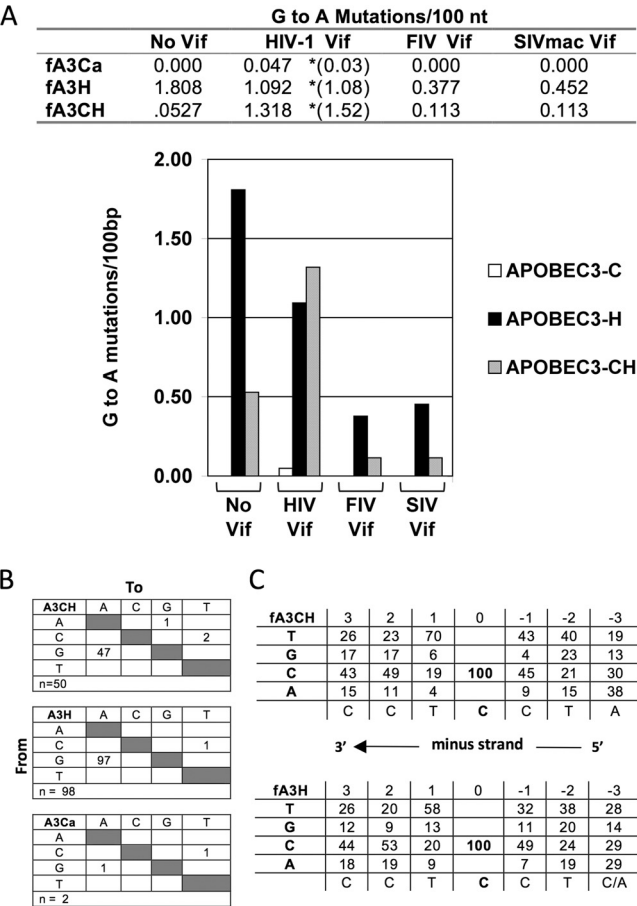 A
G to A Mutations/100 nt
No Vif HIV-1 Vif FIV Vif SIVmac Vif
fA3Ca 0.000 0.047 *(0.03) 0.000 0.000
fA3H 1.808 1.092 *(1.08) 0.377 0.452
fA3CH .0527 1.318 *(1.52) 0.113 0.113
G to A mutations/100bp
2.00
1.50
1.00
0.50
0.00
No Vif
HIV Vif
FIV Vif
SIV Vif
APOBEC3-C
APOBEC3-H
APOBEC3-CH
B
To
From
A3CH A C G T
A 1
C 2
G 47
T
n=50
A3H A C G T
A
C 1
G 97
T
n = 98
A3Ca A C G T
A
C 1
G 1
T
n = 2
C
fA3CH 3 2 1 0 -1 -2 -3
T 26 23 70 43 40 19
G 17 17 6 4 23 13
C 43 49 19 100 45 21 30
A 15 11 4 9 15 38
C C T C C T A
3’ minus strand 5’
fA3H 3 2 1 0 -1 -2 -3
T 26 20 58 32 38 28
G 12 9 13 11 20 14
C 44 53 20 100 49 24 29
A 18 19 9 7 19 29
C C T C C T C/A